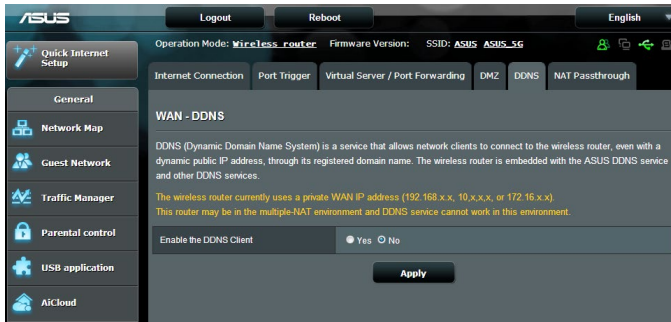 ASUS
Logout
Reboot
English
Quick Internet
Setup
Operation Mode: Wireless router Firmware Version: SSID: ASUS ASUS_5G
Internet Connection
Port Trigger
Virtual Server / Port Forwarding
DMZ
DDNS
NAT Passthrough
General
Network Map
Guest Network
Traffic Manager
Parental control
USB application
AiCloud
WAN - DDNS
DDNS (Dynamic Domain Name System) is a service that allows network clients to connect to the wireless router, even with a
dynamic public IP address, through its registered domain name. The wireless router is embedded with the ASUS DDNS service
and other DDNS services.
The wireless router currently uses a private WAN IP address (192.168.x.x, 10,x,x,x, or 172.16.x.x).
This router may be in the multiple-NAT environment and DDNS service cannot work in this environment.
Enable the DDNS Client
Yes No
Apply